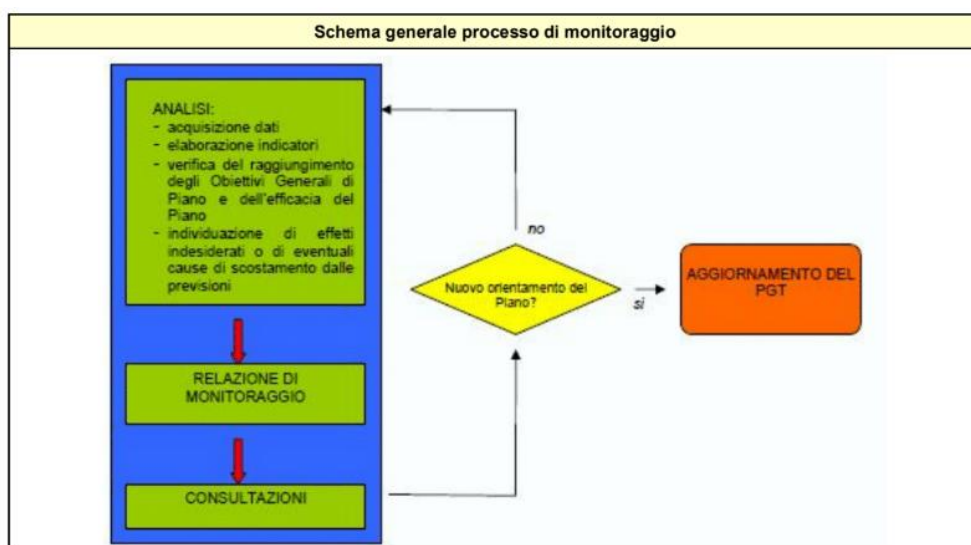 Schema generale processo di monitoraggio
ANALISI:
- acquisizione dati
- elaborazione indicatori
- verifica del raggiungimento
degli Obiettivi Generali di
Piano e dell'efficacia del
Piano
- individuazione di effetti
indesiderati o di eventuali
cause di scostamento dalle
previsioni
RELAZIONE DI
MONITORAGGIO
CONSULTAZIONI
no
Nuovo orientamento del
Piano?
si
AGGIORNAMENTO DEL
PGT